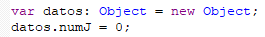 var datos: Object = new Object;
datos.numJ = 0;